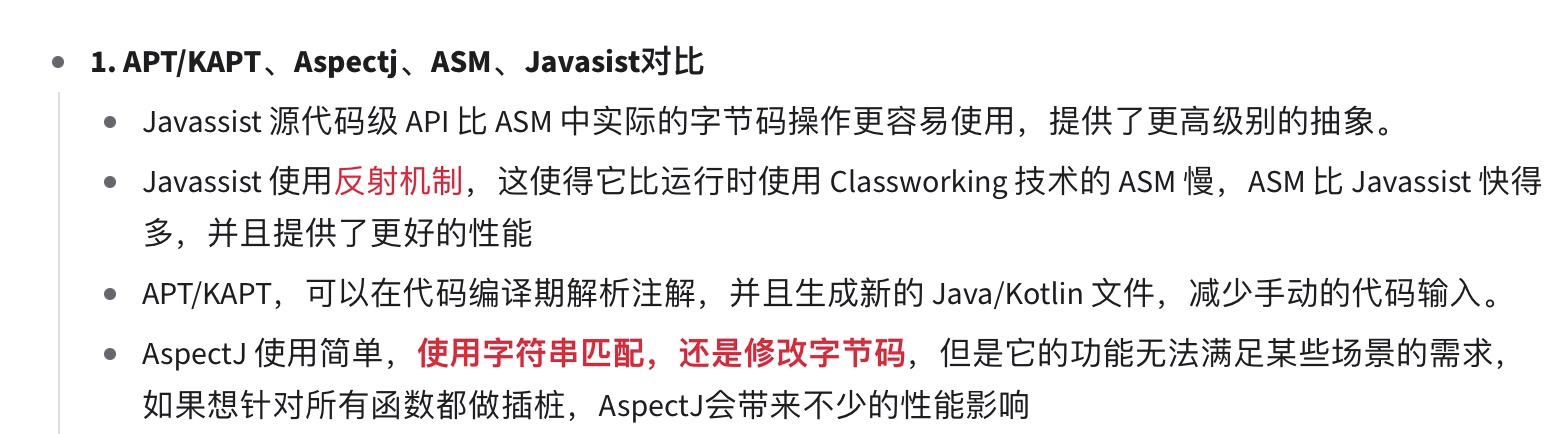 1. APT/KAPT、Aspectj、ASM、Javasist对比
Javassist 源代码级 API 比 ASM 中实际的字节码操作更容易使用，提供了更高级别的抽象。
Javassist 使用反射机制，这使得它比运行时使用 Classworking 技术的 ASM 慢，ASM 比 Javassist 快得
多，并且提供了更好的性能
APT/KAPT，可以在代码编译期解析注解，并且生成新的 Java/Kotlin 文件，减少手动的代码输入。
AspectJ 使用简单，使用字符串匹配，还是修改字节码，但是它的功能无法满足某些场景的需求，
如果想针对所有函数都做插桩，AspectJ会带来不少的性能影响